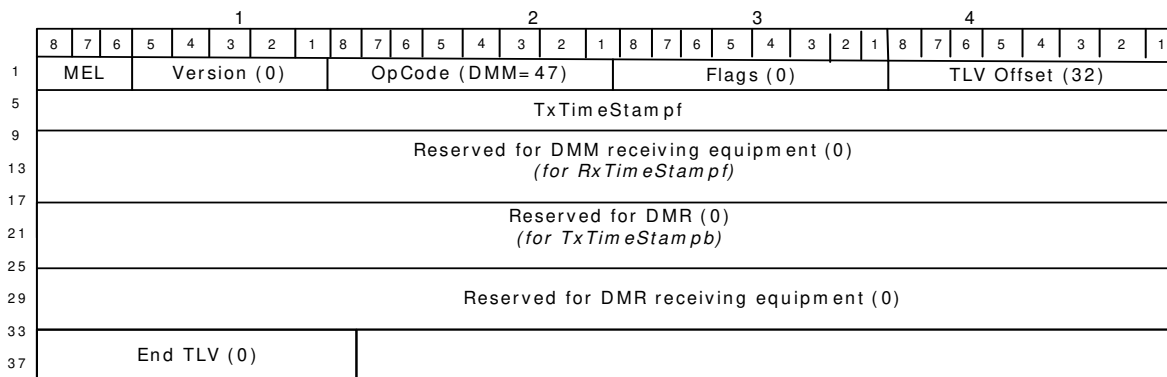 1 2 3 4
8 7 6 5 4 3 2 1 8 7 6 5 4 3 2 1 8 7 6 5 4 3 2 1 8 7 6 5 4 3 2 1
1 MEL Version (0) OpCode (DMM=47) Flags (0) TLV Offset (32)
5 TxTimeStampf
9
Reserved for DMM receiving equipment (0)
13 (for RxTimeStampf)
17
Reserved for DMR (0)
21 (for TxTimeStampb)
25
29 Reserved for DMR receiving equipment (0)
33
End TLV (0)
37